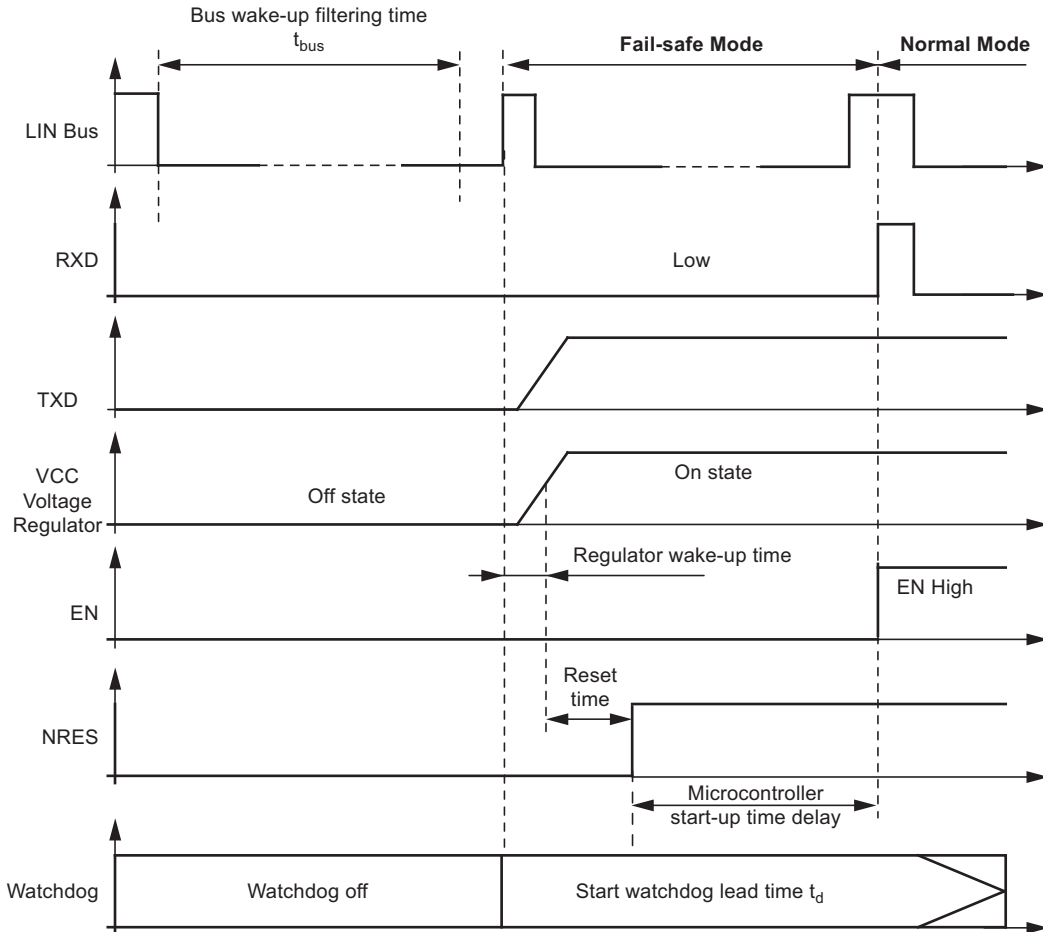 Bus wake-up filtering time
tbus
Fail-safe Mode
Normal Mode
LIN Bus
RXD
Low
TXD
VCC
Voltage
Regulator
Off state
On state
Regulator wake-up time
EN
EN High
Reset
time
NRES
Microcontroller
start-up time delay
Watchdog
Watchdog off
Start watchdog lead time td